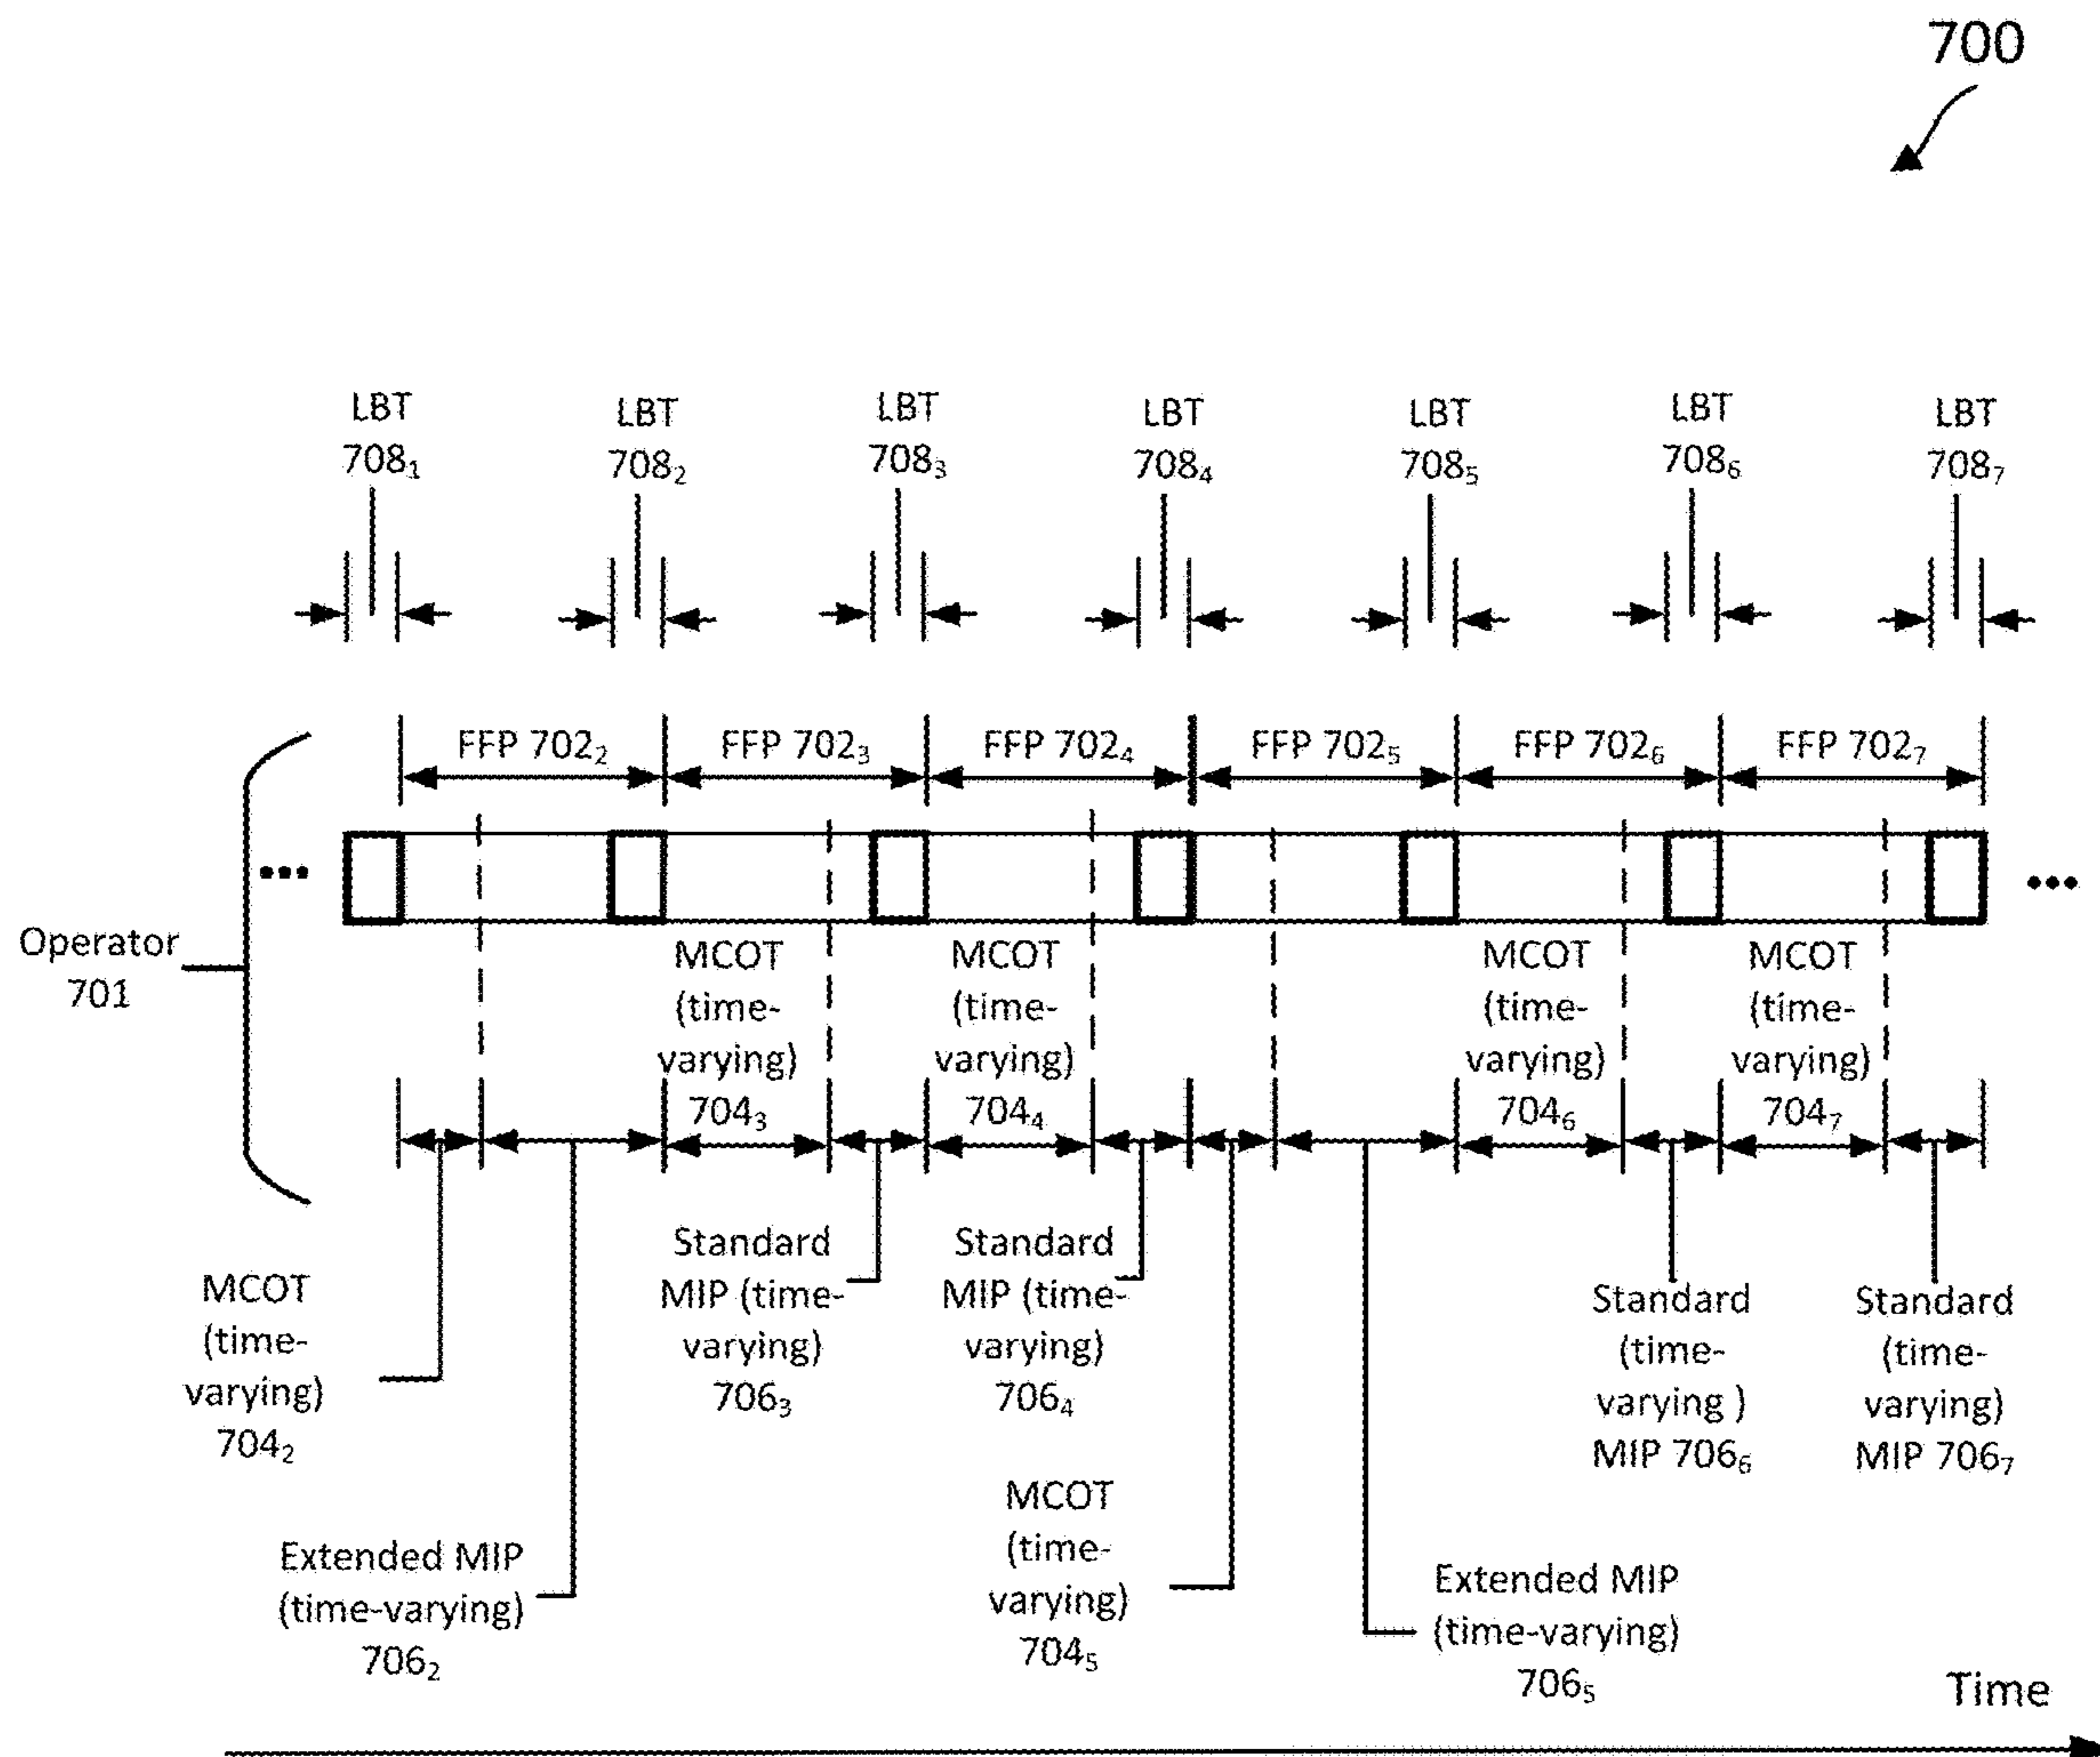 700
LBT
708₁
LBT
708₂
LBT
708₃
LBT
708₄
LBT
708₅
LBT
708₆
LBT
708₇
FFP 702₂
FFP 702₃
FFP 702₄
FFP 702₅
FFP 702₆
FFP 702₇
...
...
Operator
701
MCOT
(time-
varying)
704₃
MCOT
(time-
varying)
704₄
MCOT
(time-
varying)
704₆
MCOT
(time-
varying)
704₇
MCOT
(time-
varying)
704₂
Standard
MIP (time-
varying)
706₃
Standard
MIP (time-
varying)
706₄
Standard
(time-
varying )
MIP 706₆
Standard
(time-
varying)
MIP 706₇
Extended MIP
(time-varying)
706₂
MCOT
(time-
varying)
704₅
Extended MIP
(time-varying)
706₅
Time